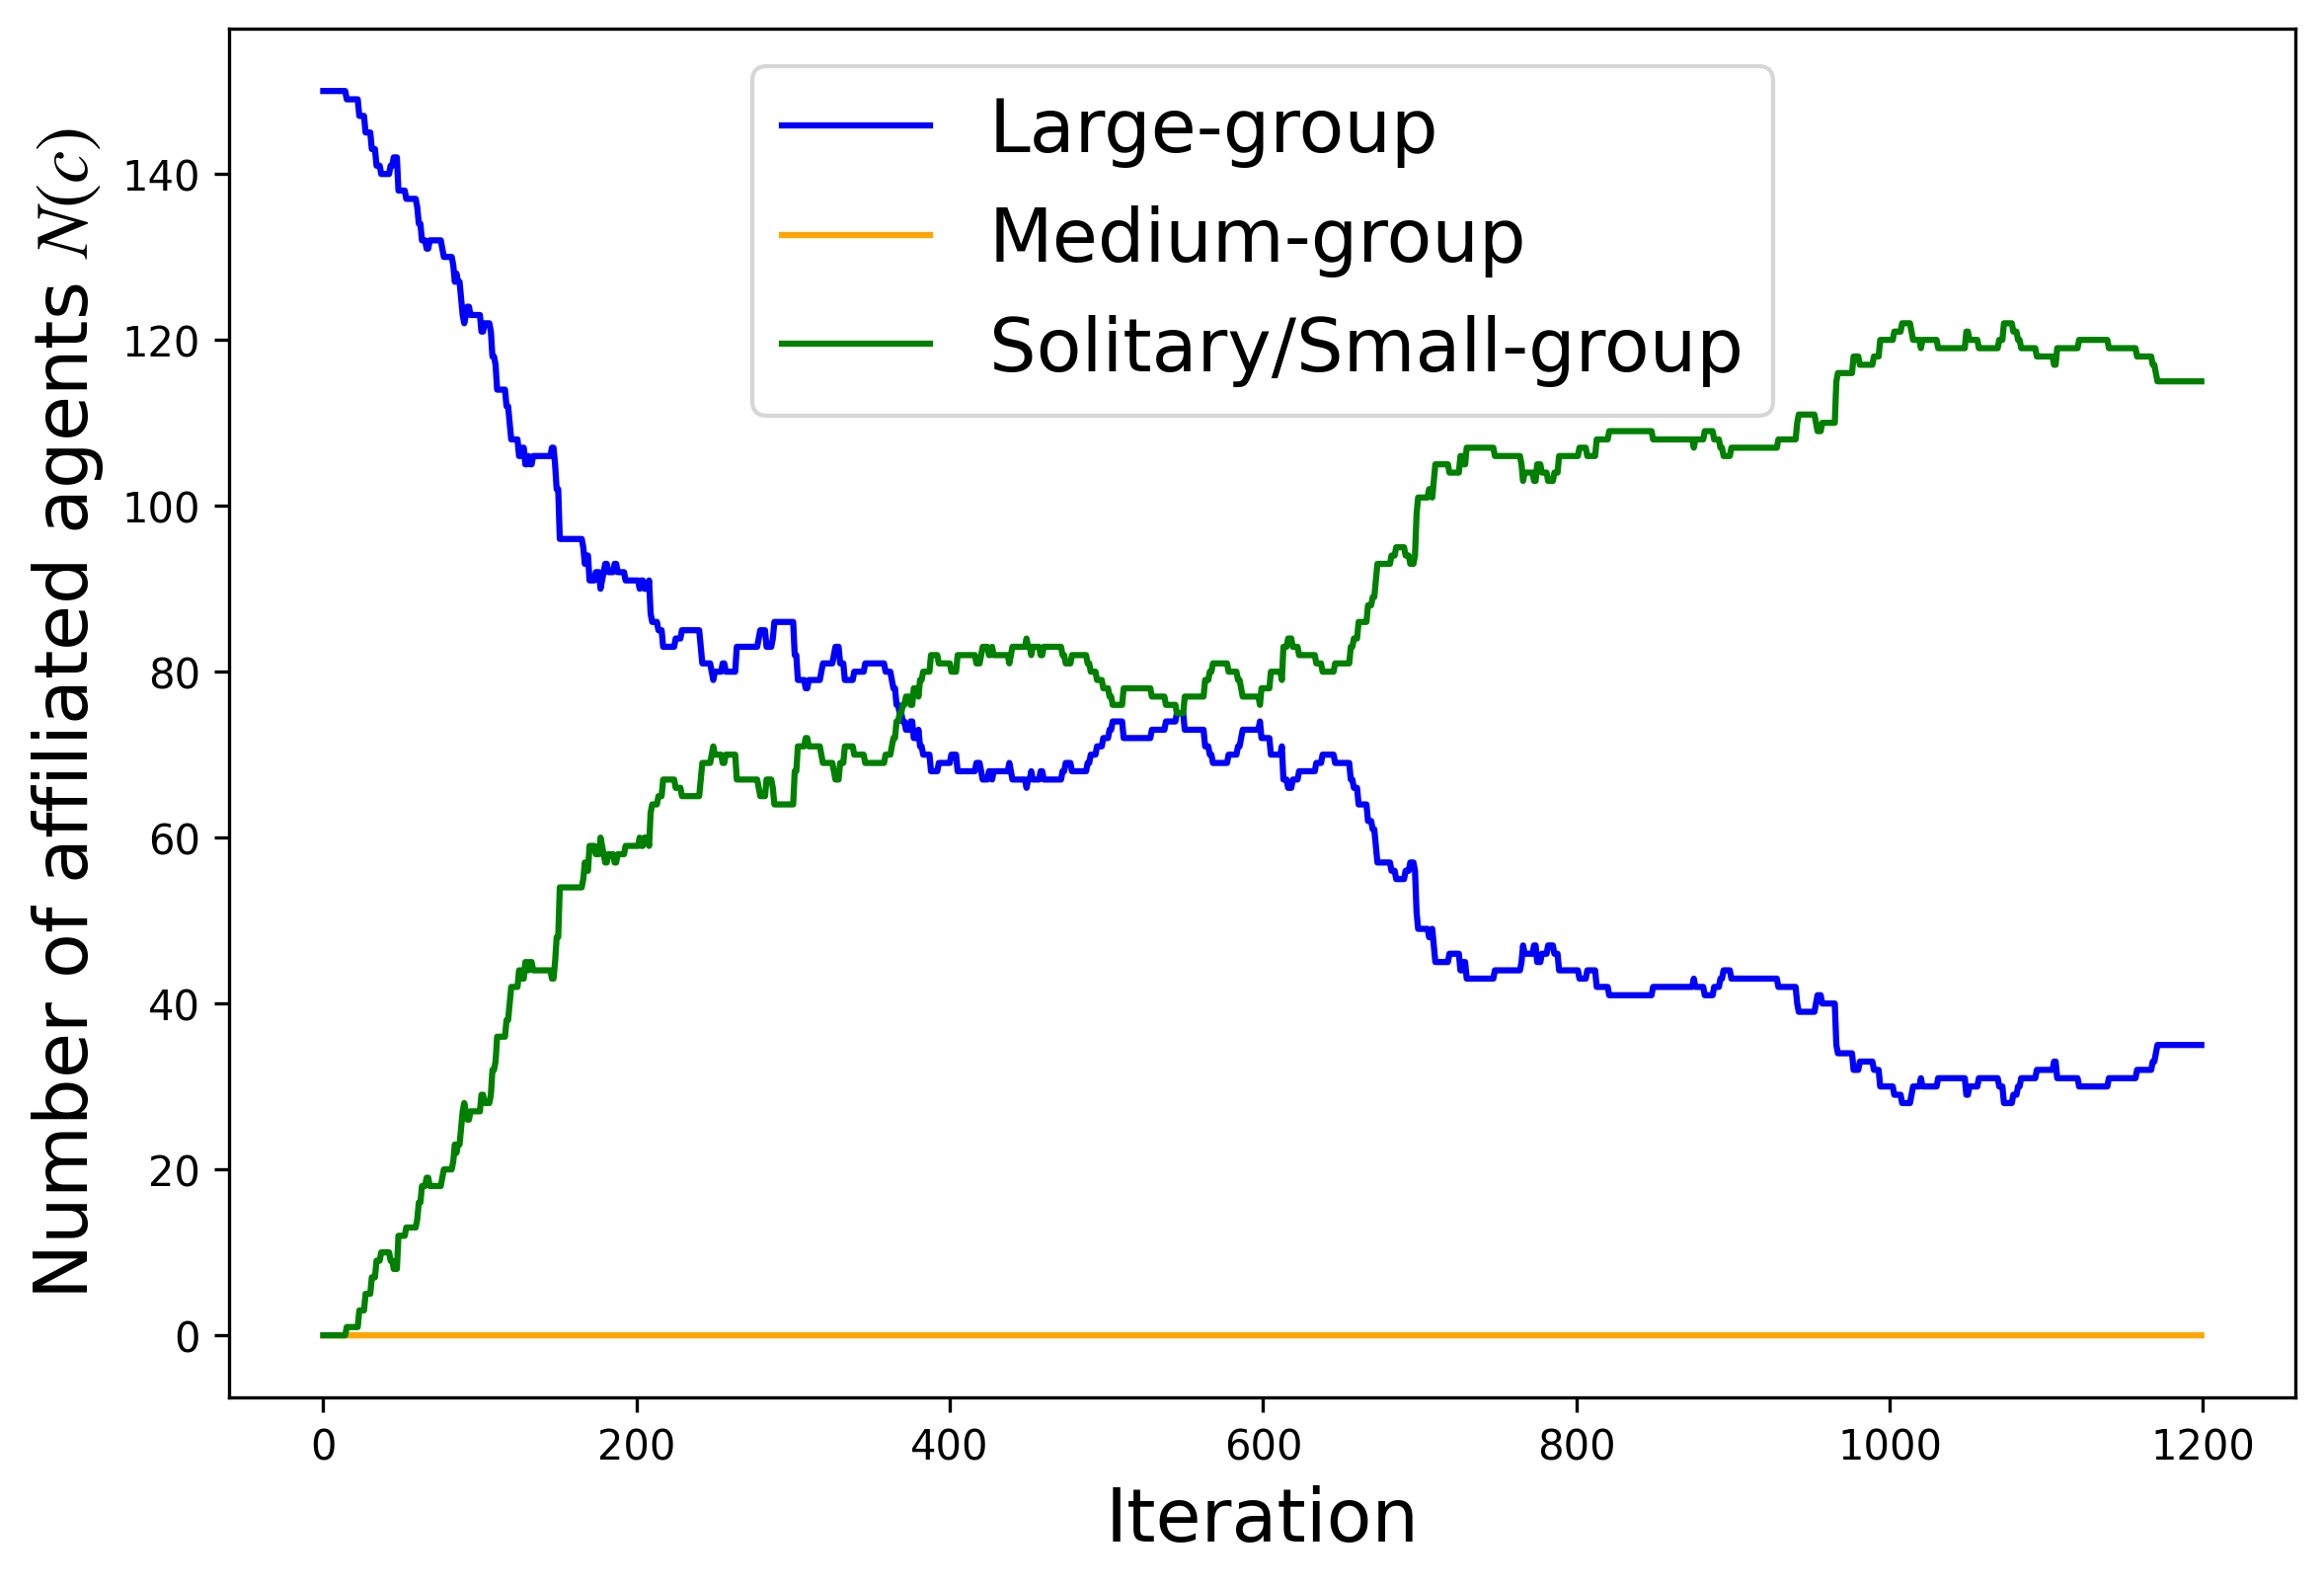 Number of affiliated agents N(c)
140
120
100
80
60
40
20
0
Large-group
Medium-group
Solitary/Small-group
0 200 400 600 800 1000 1200
Iteration